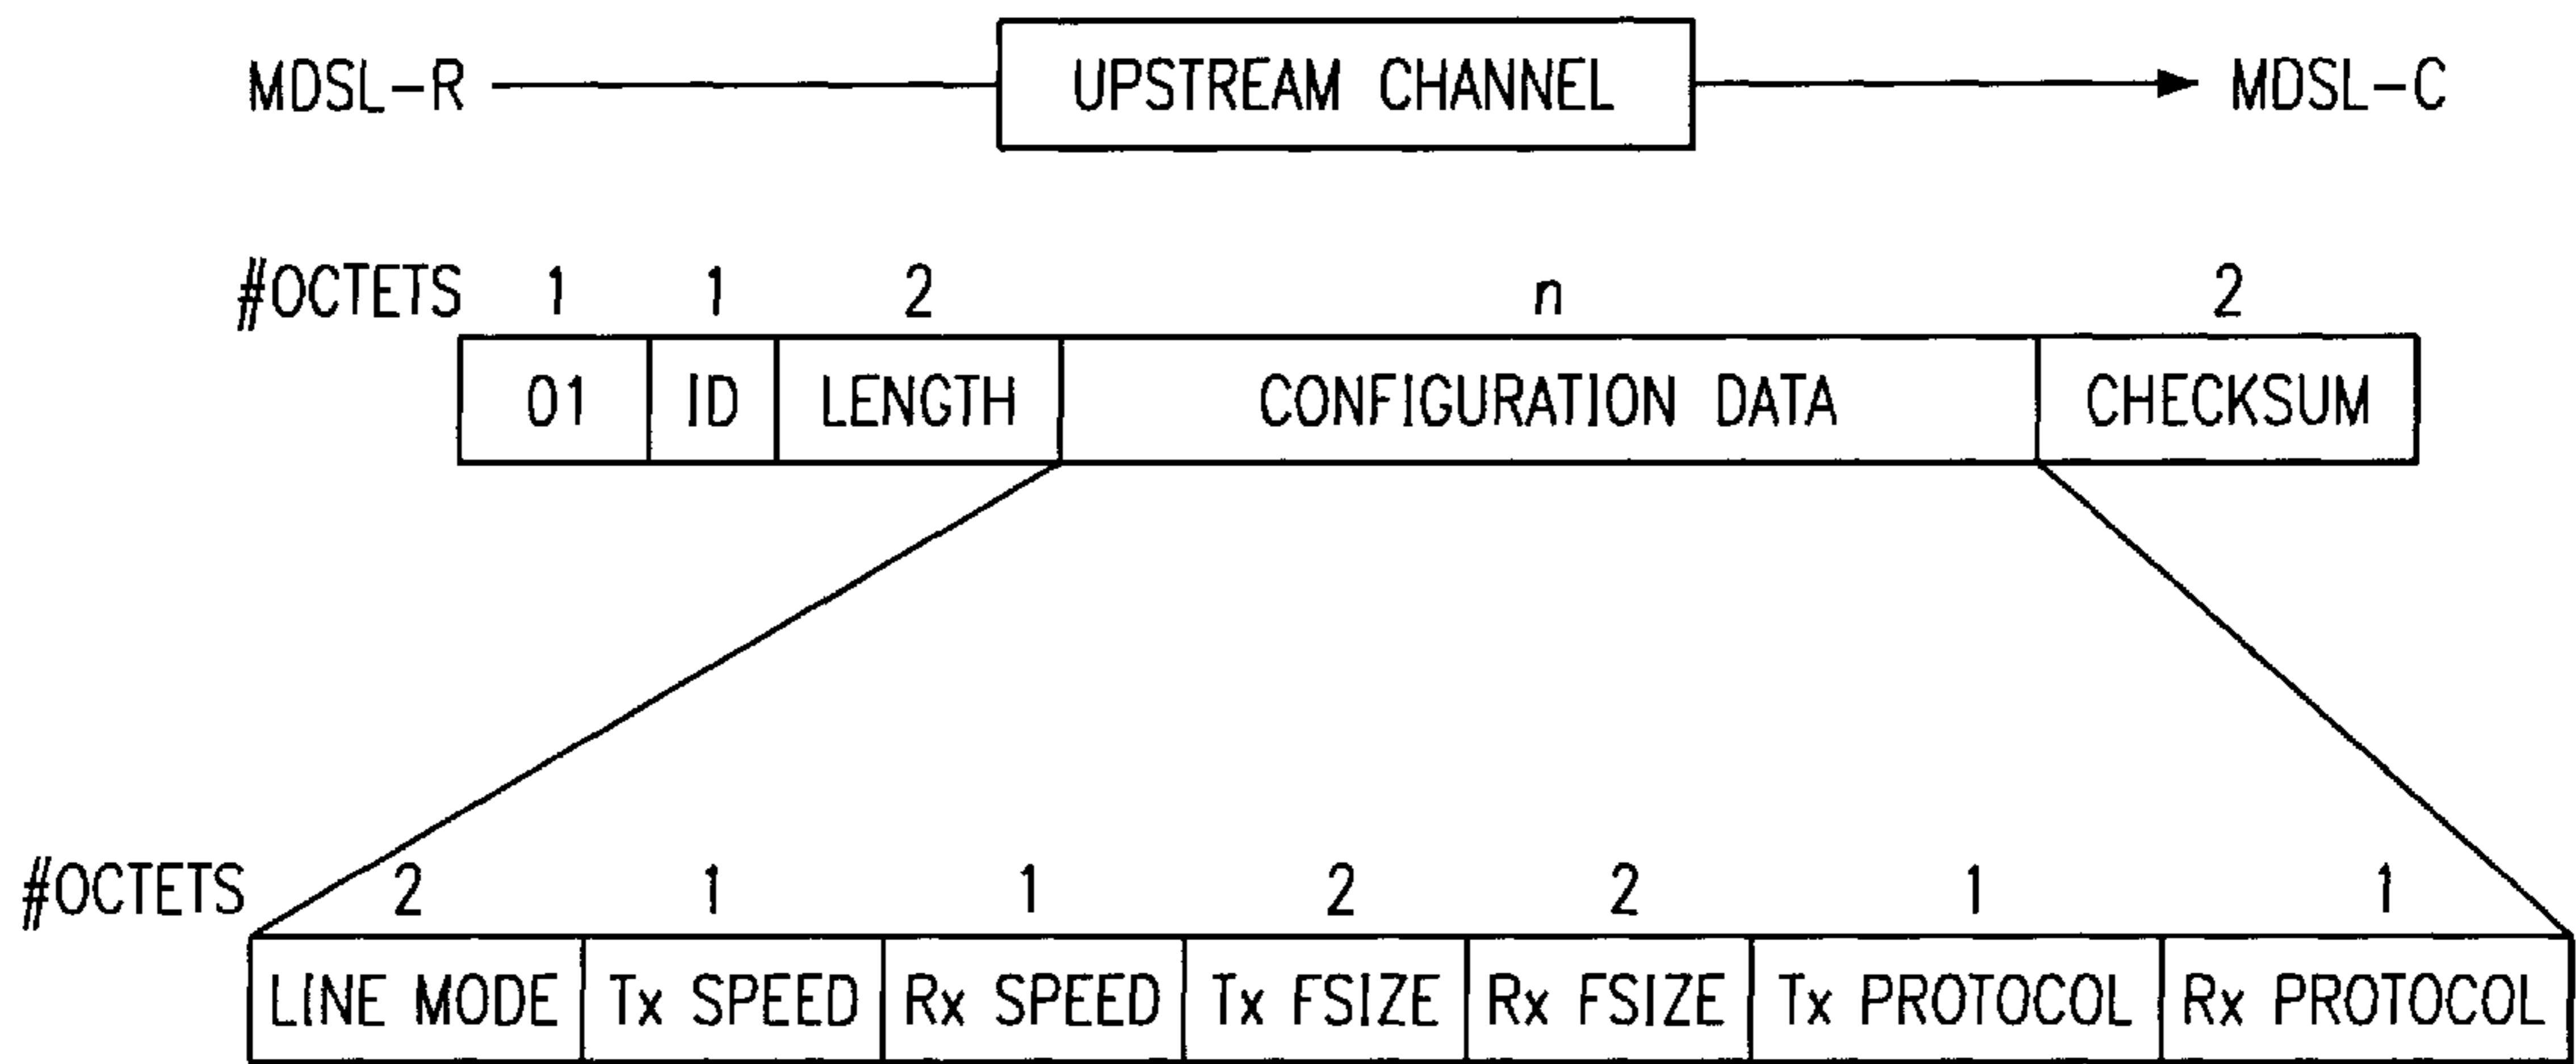 MDSL-R UPSTREAM CHANNEL MDSL-C
#OCTETS 1 1 2 n 2
01 ID LENGTH CONFIGURATION DATA CHECKSUM
#OCTETS 2 1 1 2 2 1 1
LINE MODE Tx SPEED Rx SPEED Tx FSIZE Rx FSIZE Tx PROTOCOL Rx PROTOCOL